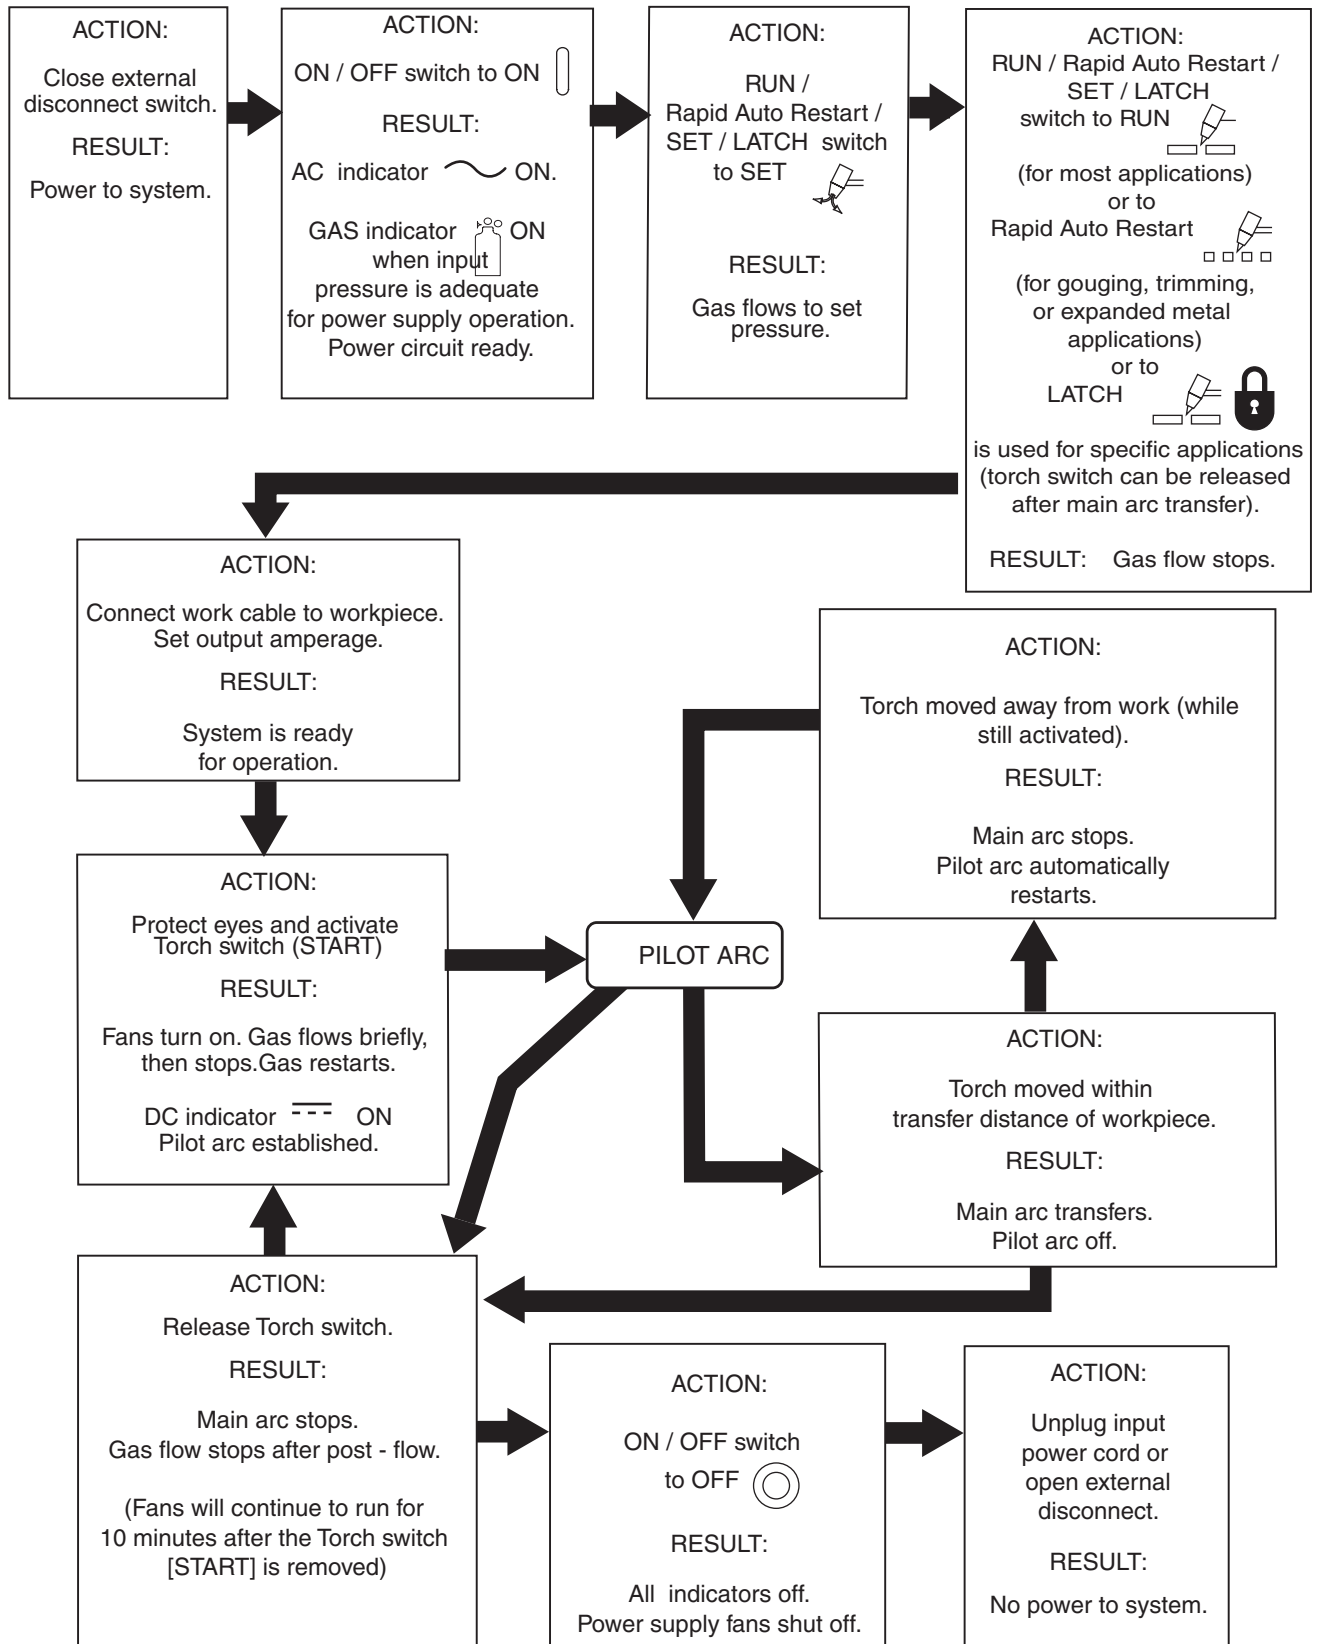 ACTION:
Close external
disconnect switch.
RESULT:
Power to system.
ACTION:
ON / OFF switch to ON
RESULT:
AC indicator ON.
GAS indicator ON
when input
pressure is adequate
for power supply operation.
Power circuit ready.
ACTION:
RUN /
Rapid Auto Restart /
SET / LATCH switch
to SET
RESULT:
Gas flows to set
pressure.
ACTION:
RUN / Rapid Auto Restart /
SET / LATCH
switch to RUN
(for most applications)
or to
Rapid Auto Restart
(for gouging, trimming,
or expanded metal
applications)
or to
LATCH
is used for specific applications
(torch switch can be released
after main arc transfer).
RESULT: Gas flow stops.
ACTION:
Connect work cable to workpiece.
Set output amperage.
RESULT:
System is ready
for operation.
ACTION:
Protect eyes and activate
Torch switch (START)
RESULT:
Fans turn on. Gas flows briefly,
then stops.Gas restarts.
DC indicator ON
Pilot arc established.
PILOT ARC
ACTION:
Torch moved away from work (while
still activated).
RESULT:
Main arc stops.
Pilot arc automatically
restarts.
ACTION:
Torch moved within
transfer distance of workpiece.
RESULT:
Main arc transfers.
Pilot arc off.
ACTION:
Release Torch switch.
RESULT:
Main arc stops.
Gas flow stops after post - flow.
(Fans will continue to run for
10 minutes after the Torch switch
[START] is removed)
ACTION:
ON / OFF switch
to OFF
RESULT:
All indicators off.
Power supply fans shut off.
ACTION:
Unplug input
power cord or
open external
disconnect.
RESULT:
No power to system.